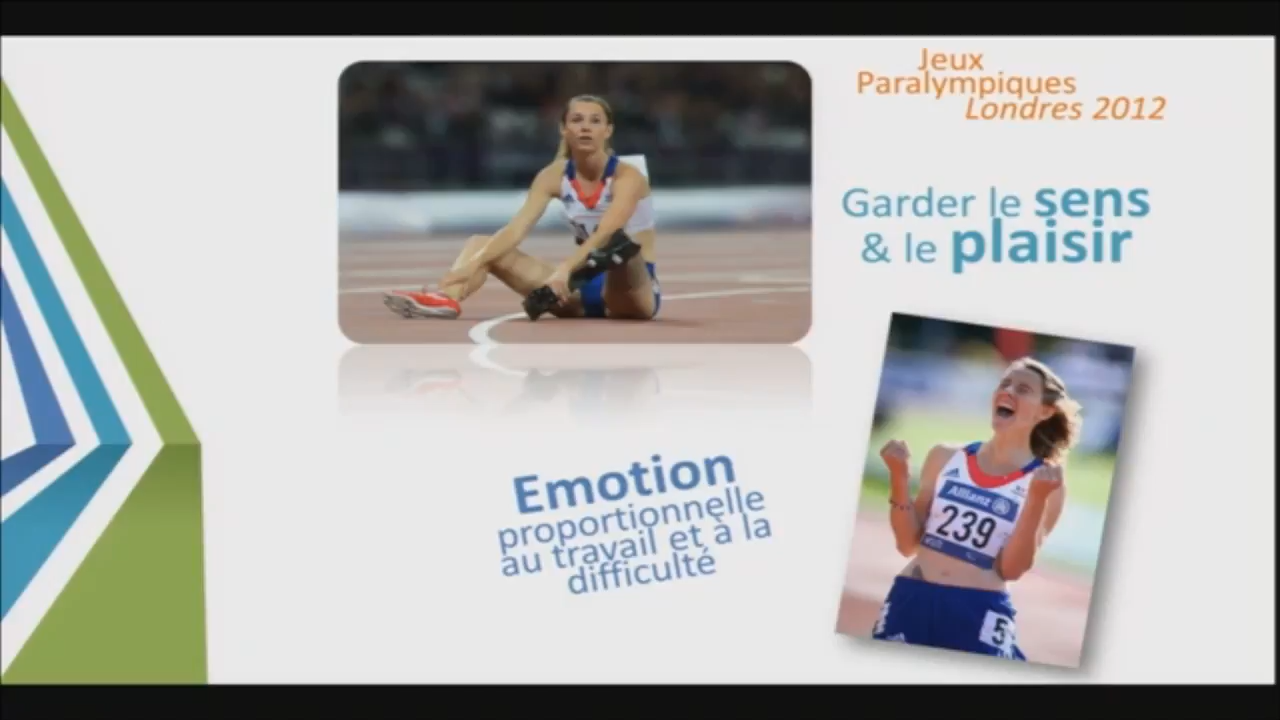 Jeux
Paralympiques
Londres 2012
Garder le sens
& le plaisir
Emotion
proportionnelle
au travail et à la
difficulté
Allianz
239
5